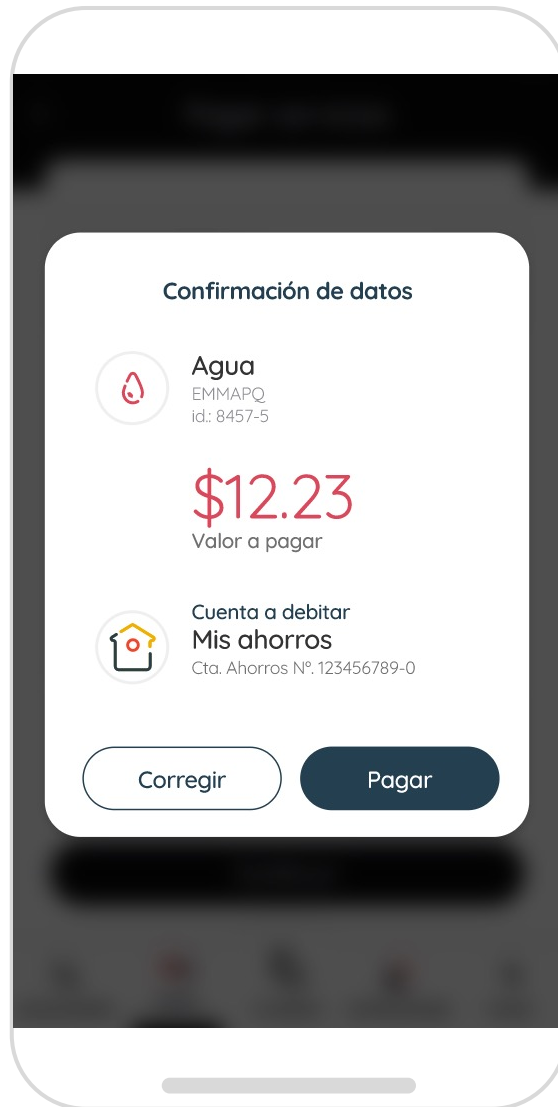 Confirmación de datos
Agua
EMMAPQ
id.: 8457-5
$12.23
Valor a pagar
Cuenta a debitar
Mis ahorros
Cta. Ahorros Nº. 123456789-0
Corregir
Pagar